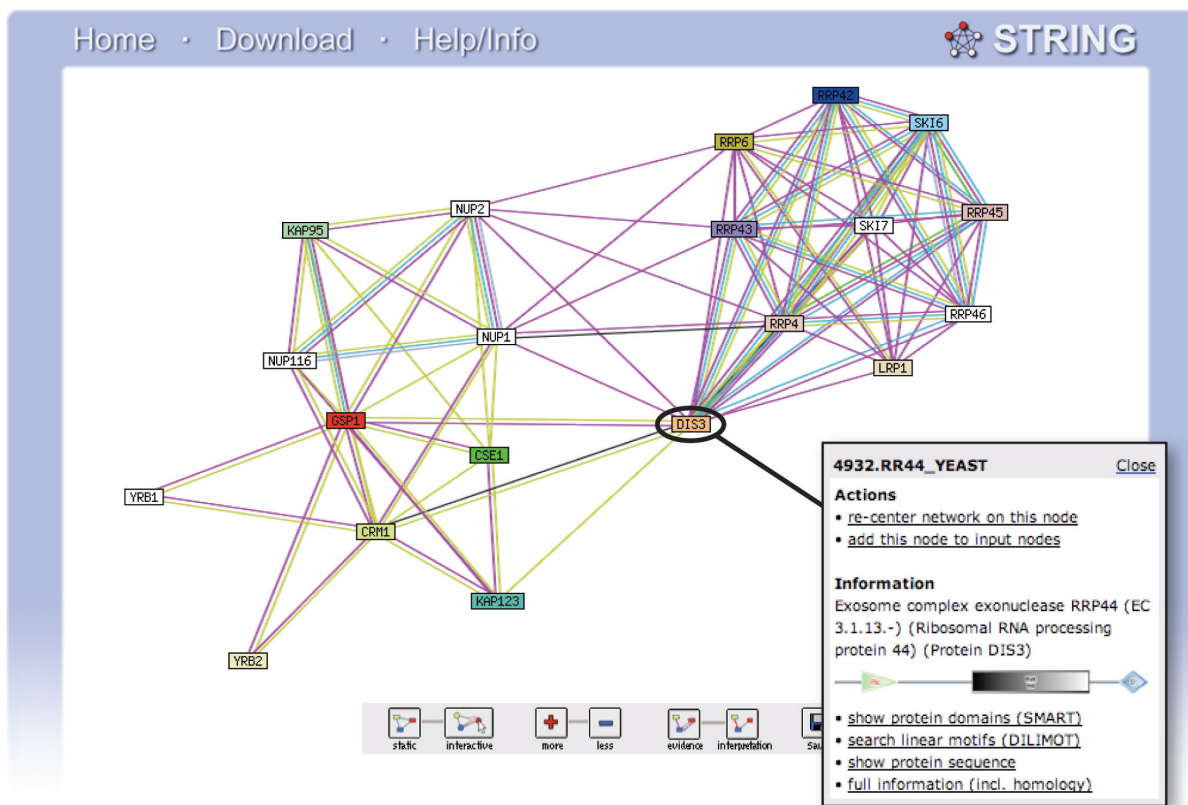 Home · Download · Help/Info
STRING
RRP42
SKI6
RRP6
NUP2
RRP45
KAP95
RRP43
SKI7
RRP46
RRP4
NUP1
NUP116
LRP1
GSP1
DIS3
CSE1
YRB1
CRM1
KAP123
YRB2
4932.RR44_YEAST Close
Actions
• re-center network on this node
• add this node to input nodes
Information
Exosome complex exonuclease RRP44 (EC
3.1.13.-) (Ribosomal RNA processing
protein 44) (Protein DIS3)
• show protein domains (SMART)
• search linear motifs (DILIMOT)
• show protein sequence
• full information (incl. homology)
static interactive more less evidence interpretation